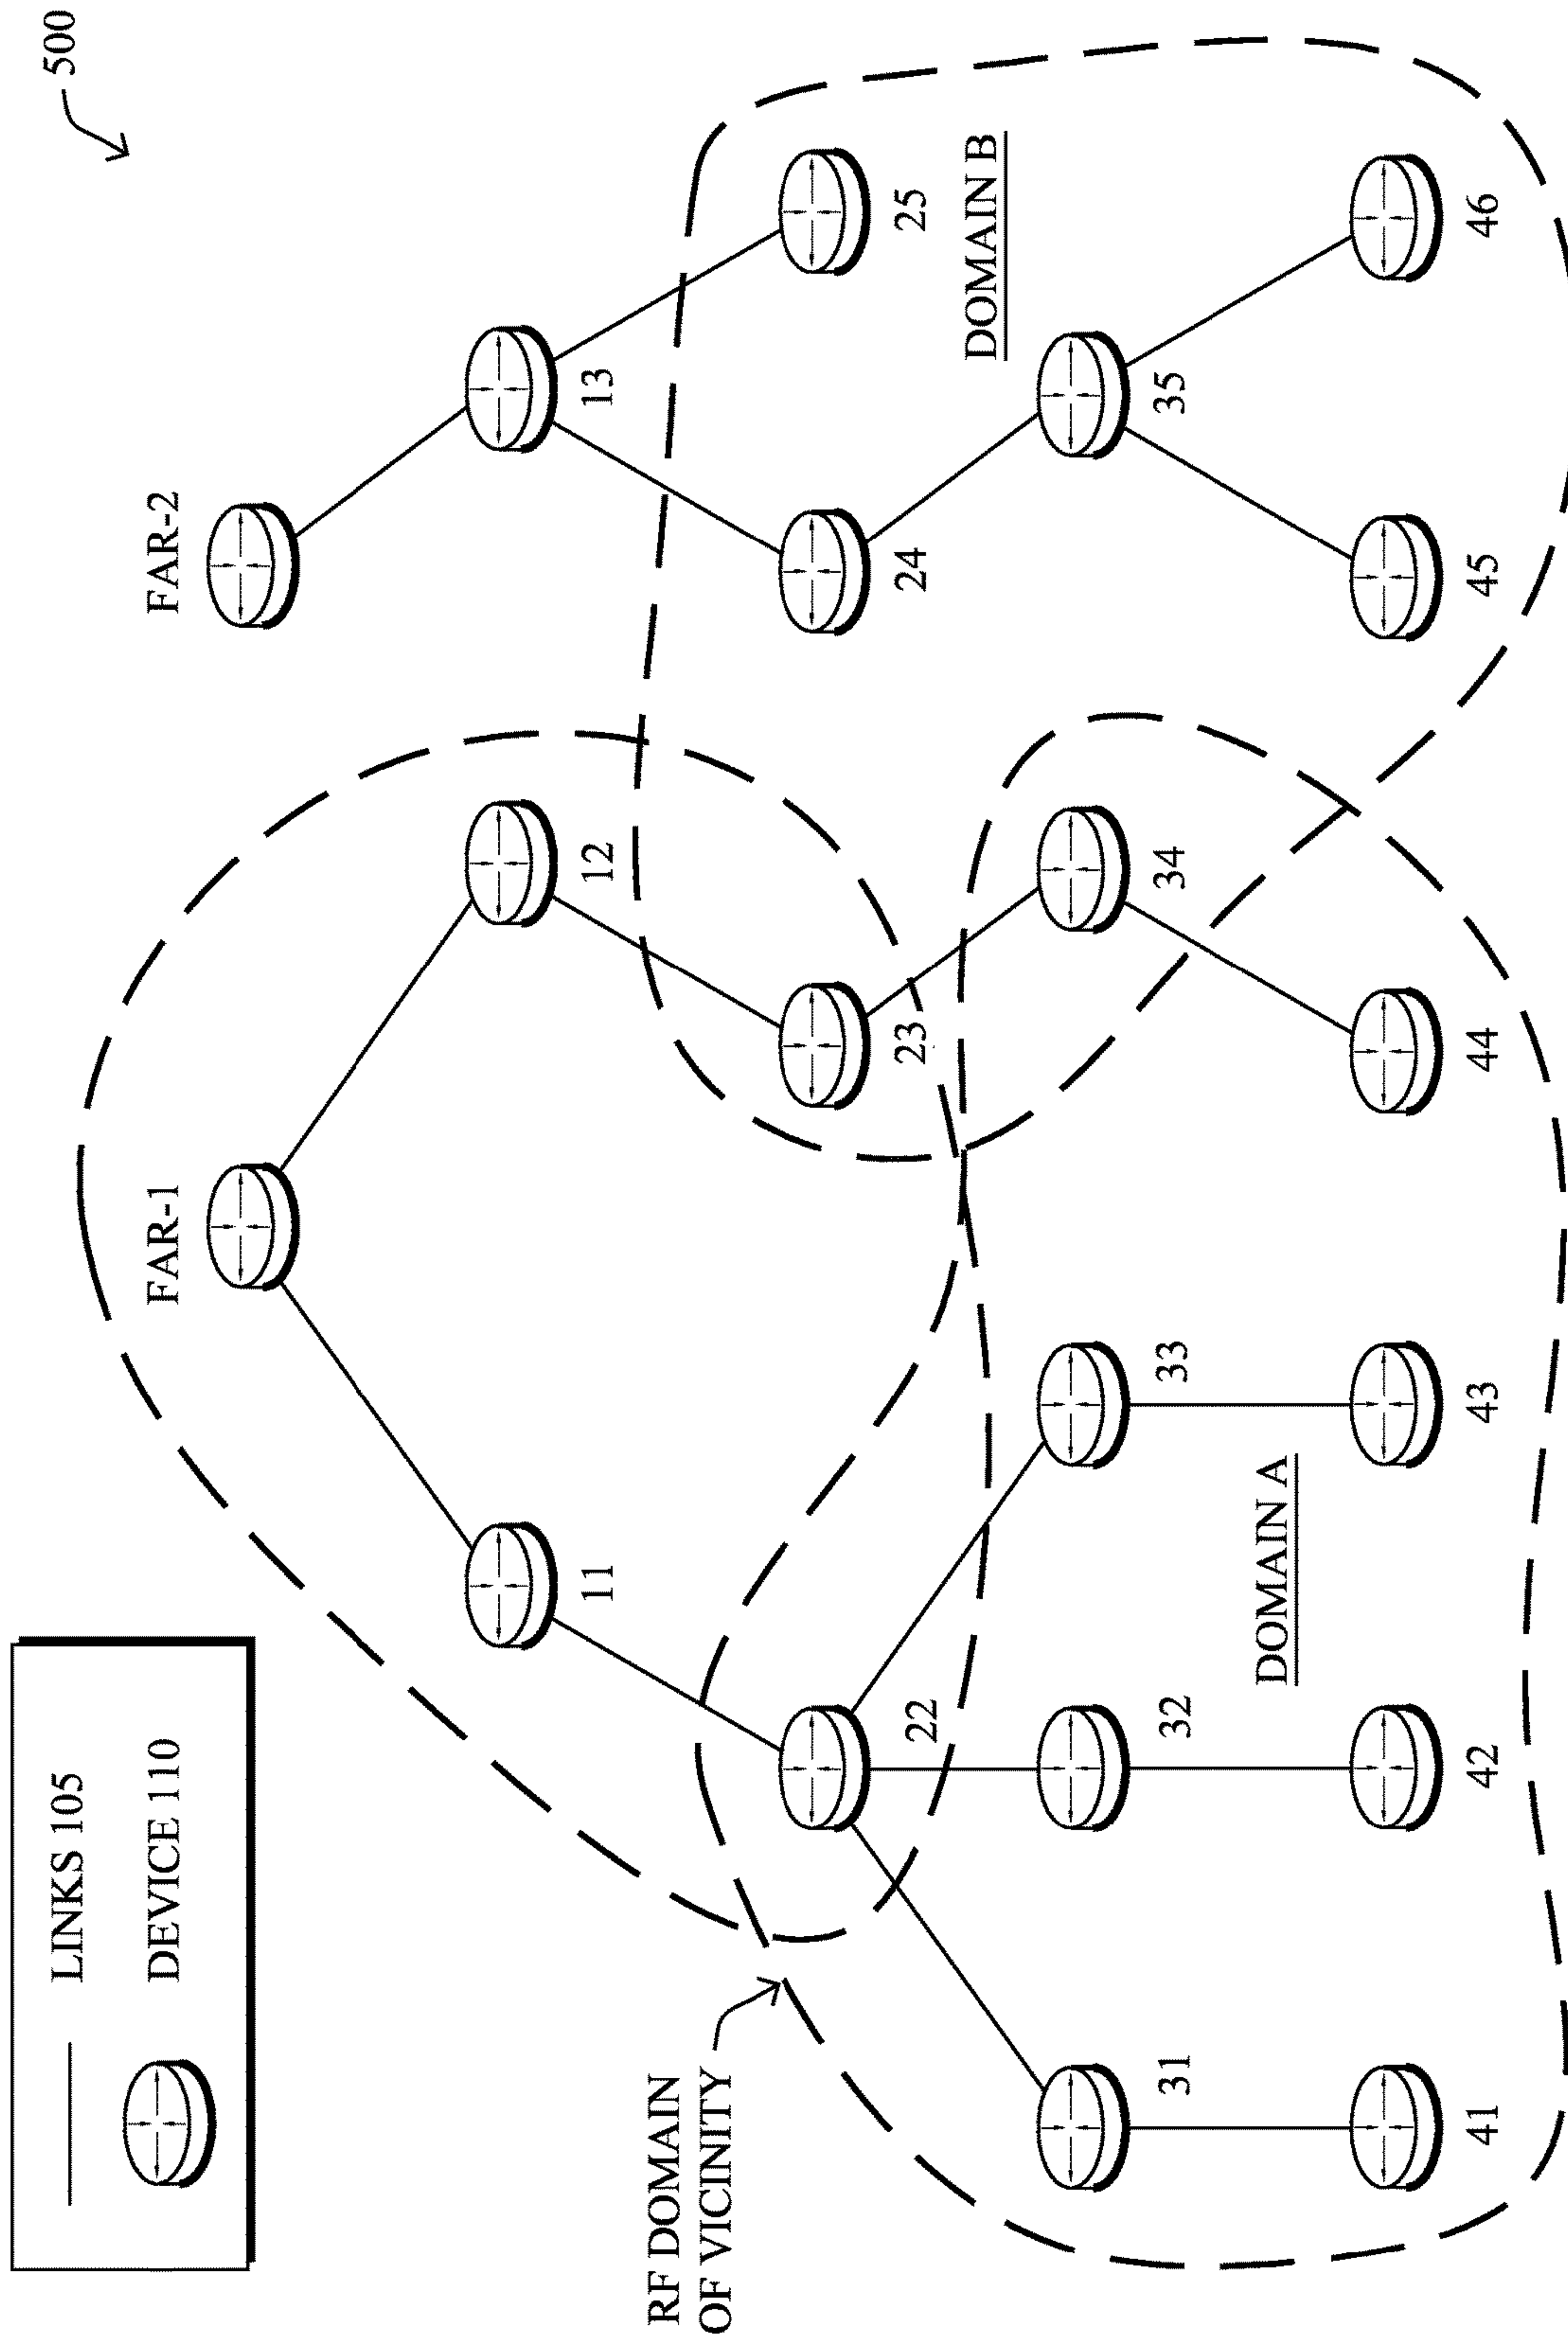 500
LINKS 105
DEVICE 110
FAR-1
FAR-2
11
12
13
RF DOMAIN
OF VICINITY
22
23
24
25
DOMAIN B
31
32
33
34
35
DOMAIN A
41
42
43
44
45
46